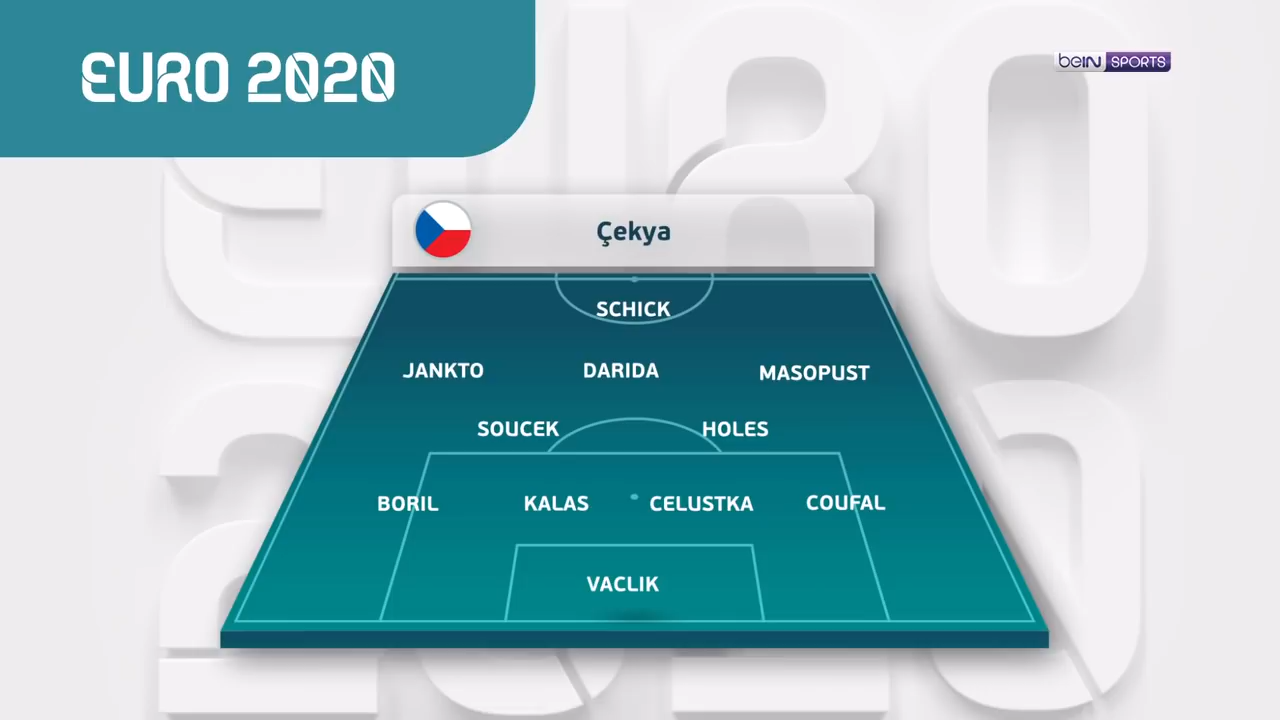 EURO 2020
beIN SPORTS
Çekya
SCHICK
JANKTO DARIDA MASOPUST
SOUCEK HOLES
BORIL KALAS CELUSTKA COUFAL
VACLIK